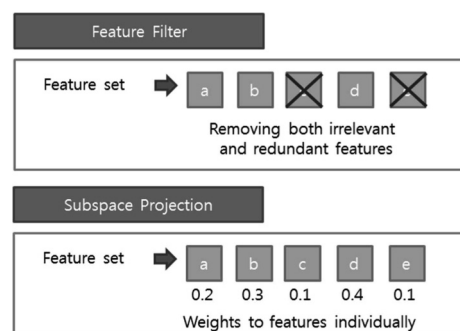 Feature Filter
Feature set a b d
Removing both irrelevant
and redundant features
Subspace Projection
Feature set a b c d e
0.2 0.3 0.1 0.4 0.1
Weights to features individually